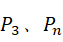 P₃ 、 Pₙ